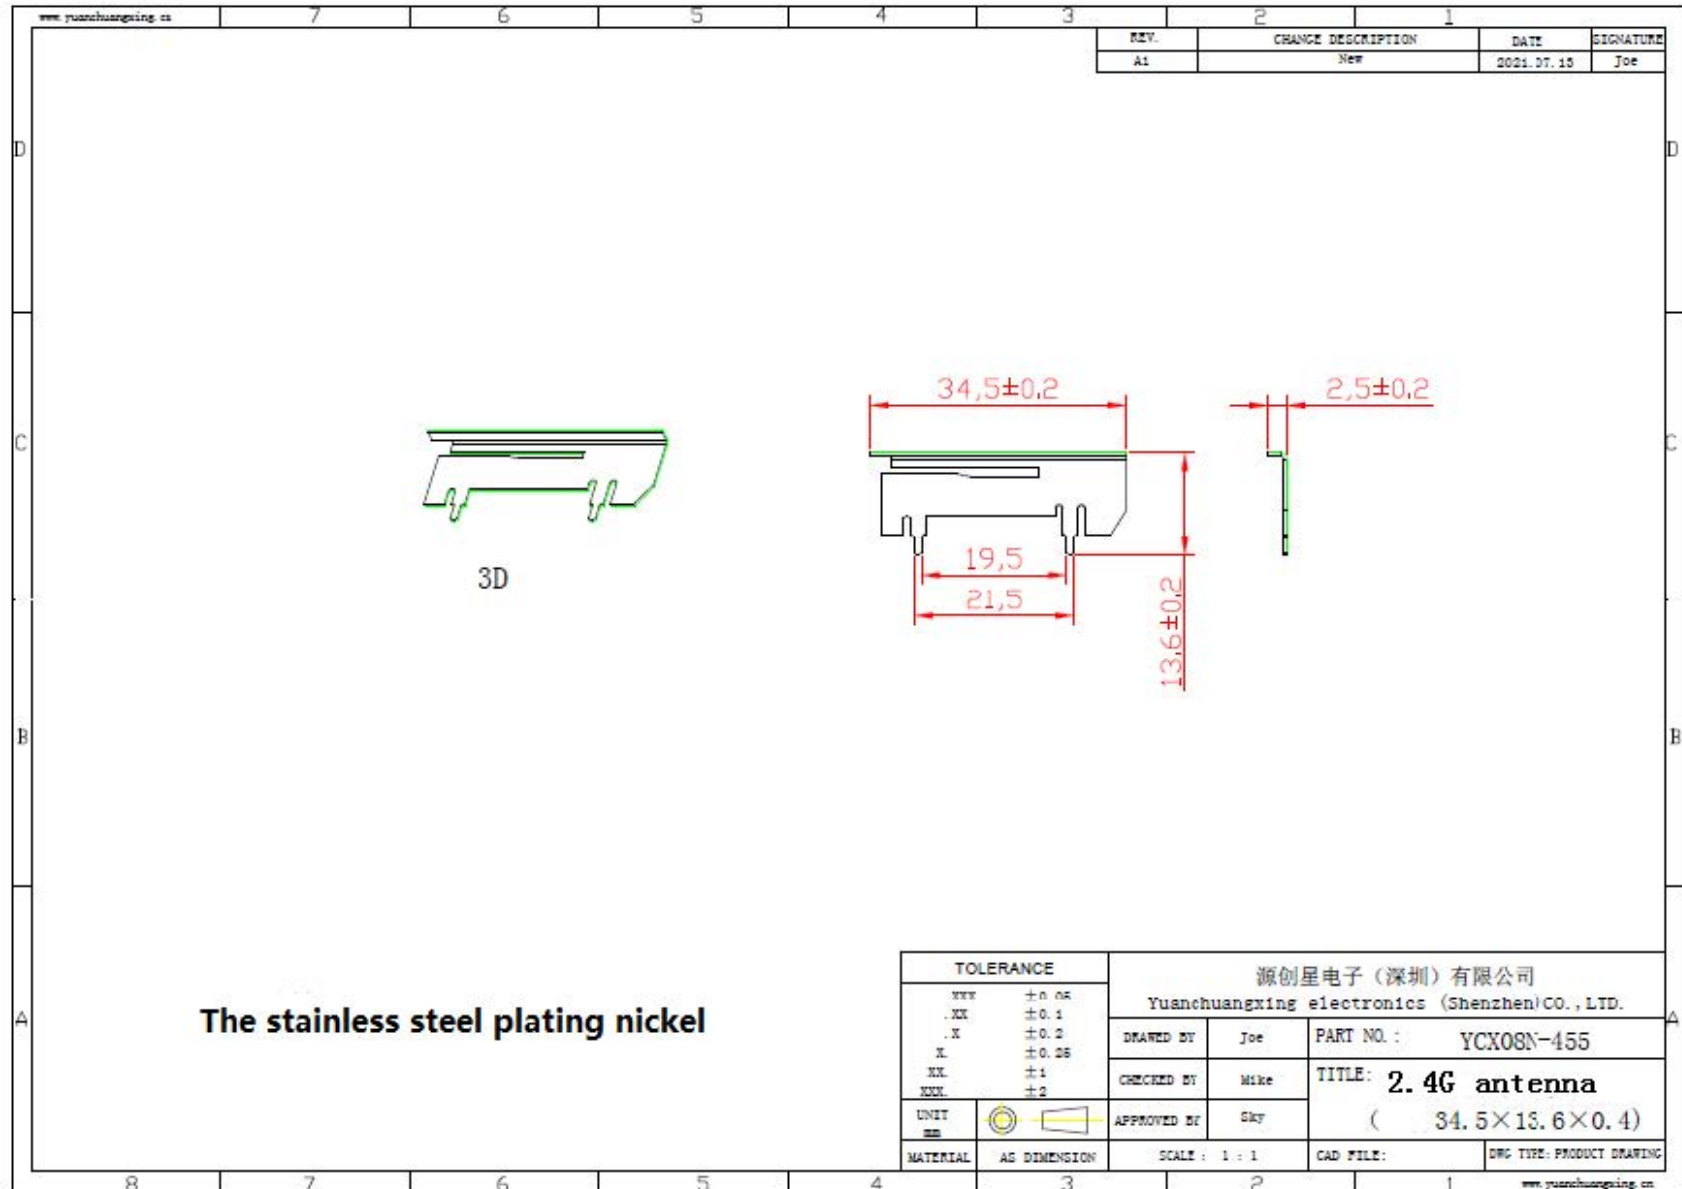 www.yuanchuangxing.cn
7 6 5 4 3 2 1
REV. CHANGE DESCRIPTION DATE SIGNATURE
A1 New 2021.07.13 Joe
D D
34,5±0,2 2,5±0,2
C C
19,5
3D
21,5
13,6±0,2
B B
TOLERANCE
源创星电子（深圳）有限公司
.XXX ±0.05
Yuanchuangxing electronics (Shenzhen)CO.,LTD.
.XX ±0.1
The stainless steel plating nickel
A A
.X ±0.2
DRAWED BY Joe PART NO.: YCX08N-455
X. ±0.25
XX. ±1
CHECKED BY Mike TITLE: 2.4G antenna
XXX. ±2
UNIT
mm
APPROVED BY Sky ( 34.5×13.6×0.4)
MATERIAL AS DIMENSION SCALE: 1:1 CAD FILE: DWG TYPE: PRODUCT DRAWING
8 7 6 5 4 3 2 1
www.yuanchuangxing.cn